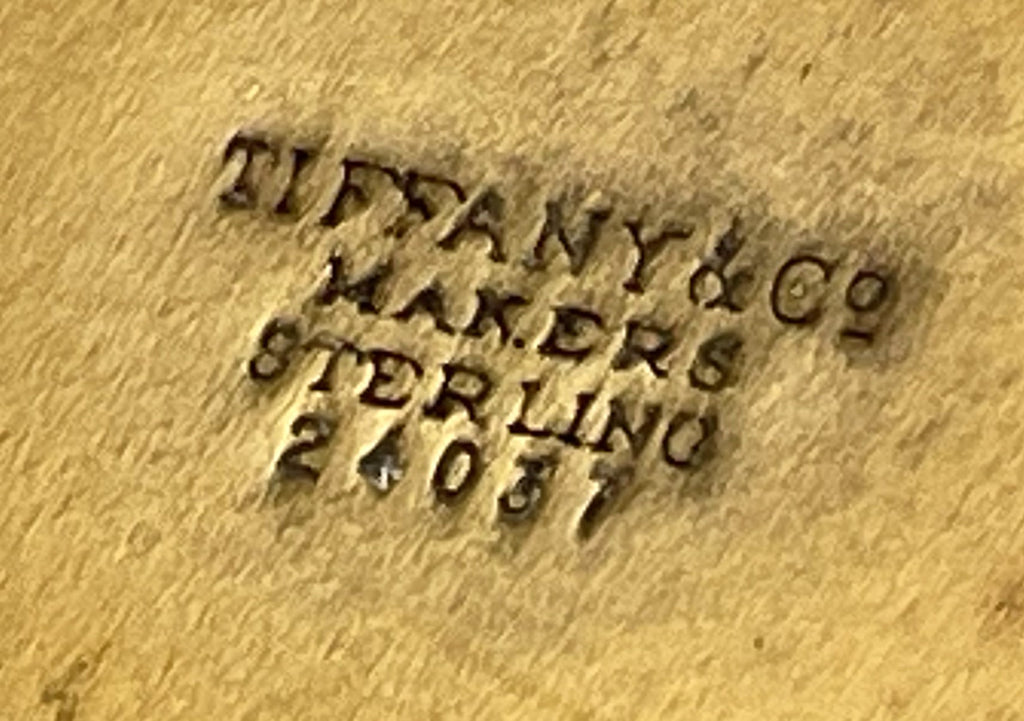 TIFFANY & Cº
MAKERS
STERLING
24037